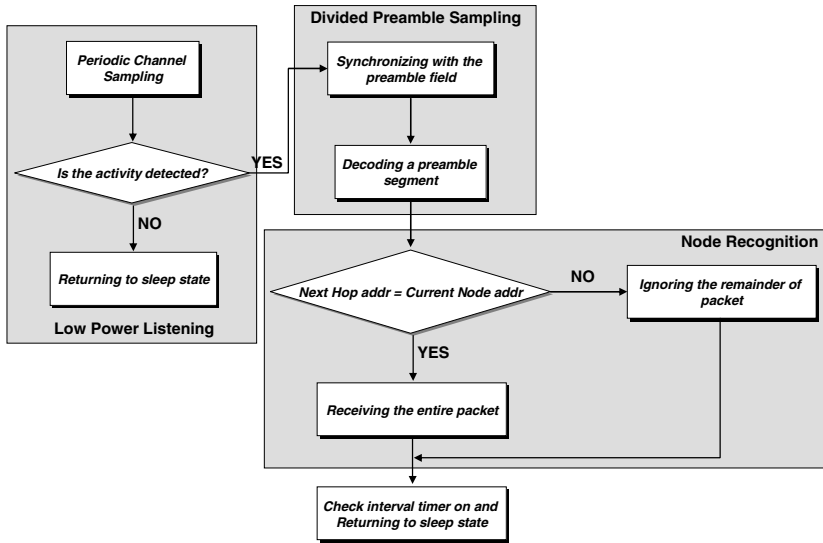 Periodic Channel
Sampling
Is the activity detected?
YES
NO
Returning to sleep state
Low Power Listening
Divided Preamble Sampling
Synchronizing with the
preamble field
Decoding a preamble
segment
Node Recognition
Next Hop addr = Current Node addr
NO
Ignoring the remainder of
packet
YES
Receiving the entire packet
Check interval timer on and
Returning to sleep state